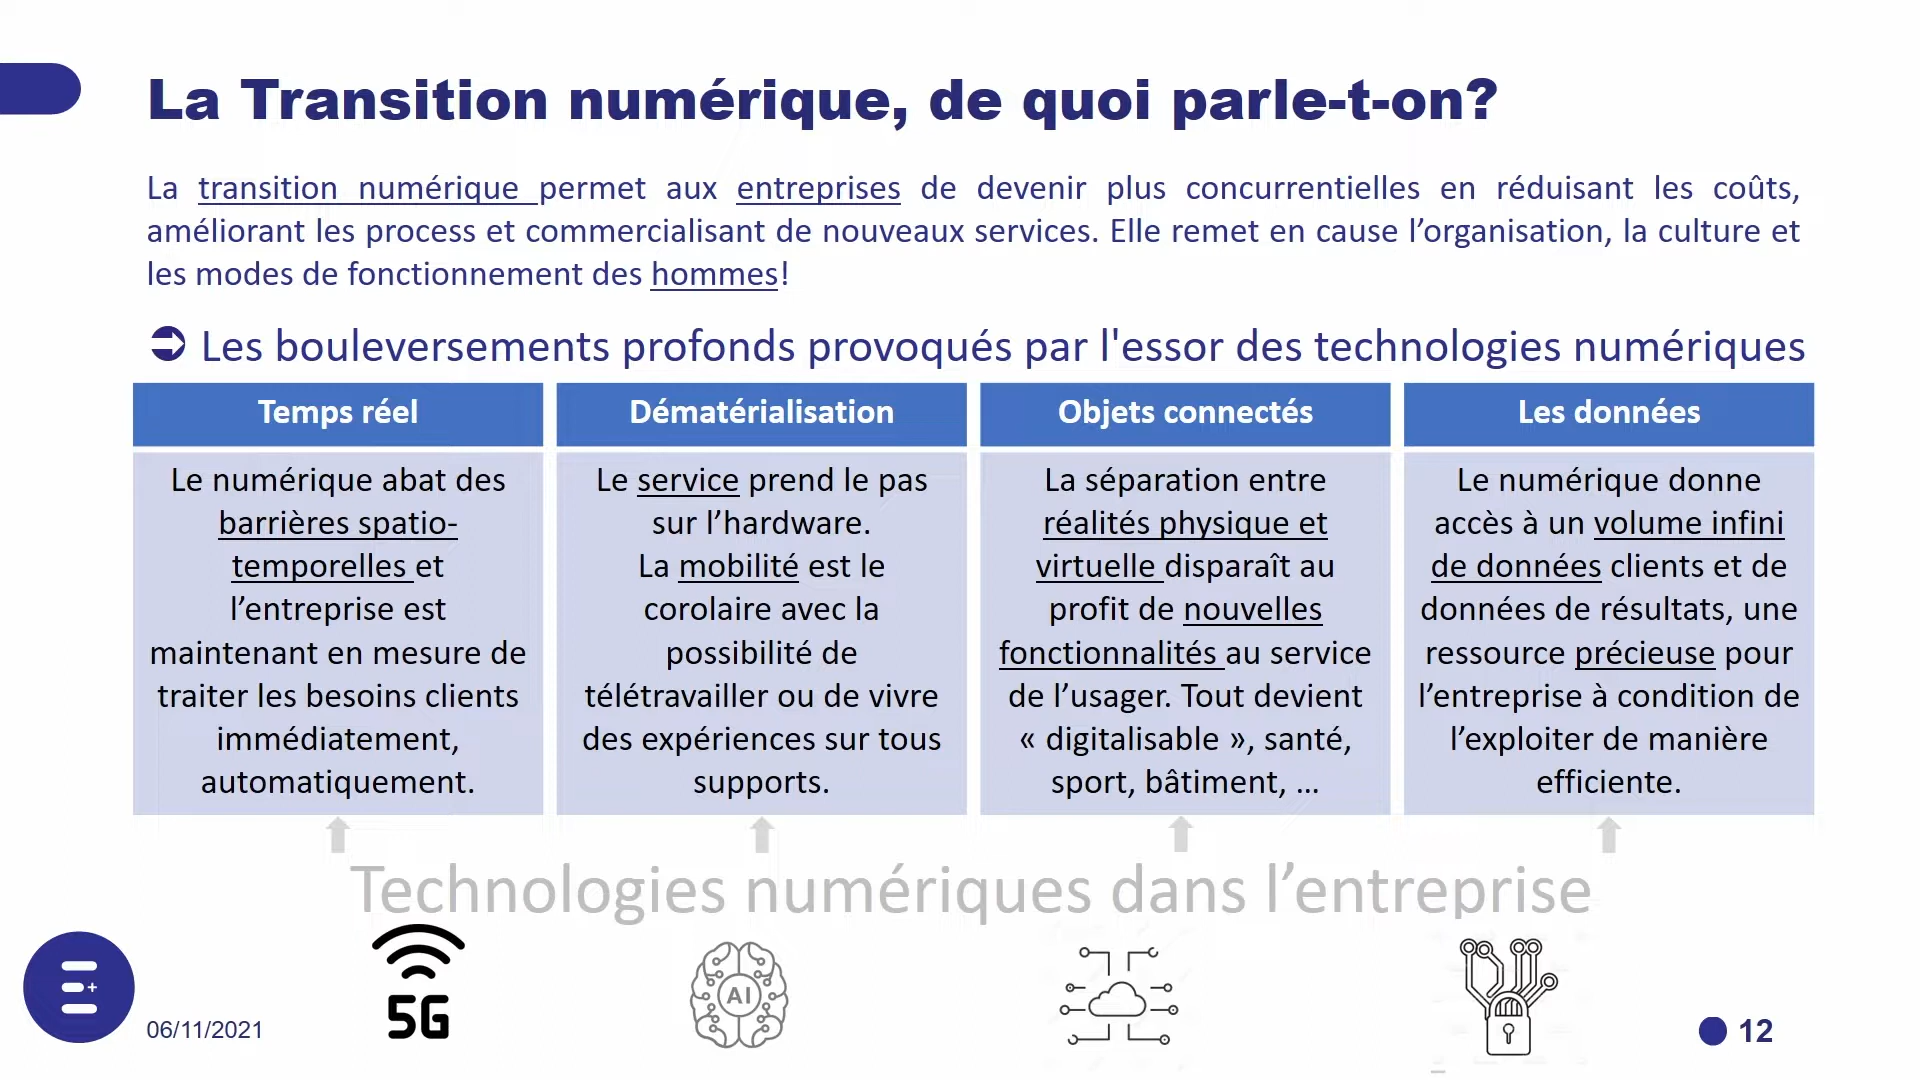 La Transition numérique, de quoi parle-t-on?
La transition numérique permet aux entreprises de devenir plus concurrentielles en réduisant les coûts,
améliorant les process et commercialisant de nouveaux services. Elle remet en cause l’organisation, la culture et
les modes de fonctionnement des hommes!
Les bouleversements profonds provoqués par l'essor des technologies numériques
Temps réel
Le numérique abat des
barrières spatio-
temporelles et
l’entreprise est
maintenant en mesure de
traiter les besoins clients
immédiatement,
automatiquement.
Dématérialisation
Le service prend le pas
sur l’hardware.
La mobilité est le
corolaire avec la
possibilité de
télétravailler ou de vivre
des expériences sur tous
supports.
Objets connectés
La séparation entre
réalités physique et
virtuelle disparaît au
profit de nouvelles
fonctionnalités au service
de l’usager. Tout devient
« digitalisable », santé,
sport, bâtiment, …
Les données
Le numérique donne
accès à un volume infini
de données clients et de
données de résultats, une
ressource précieuse pour
l’entreprise à condition de
l’exploiter de manière
efficiente.
Technologies numériques dans l’entreprise
5G
AI
E+
06/11/2021
12